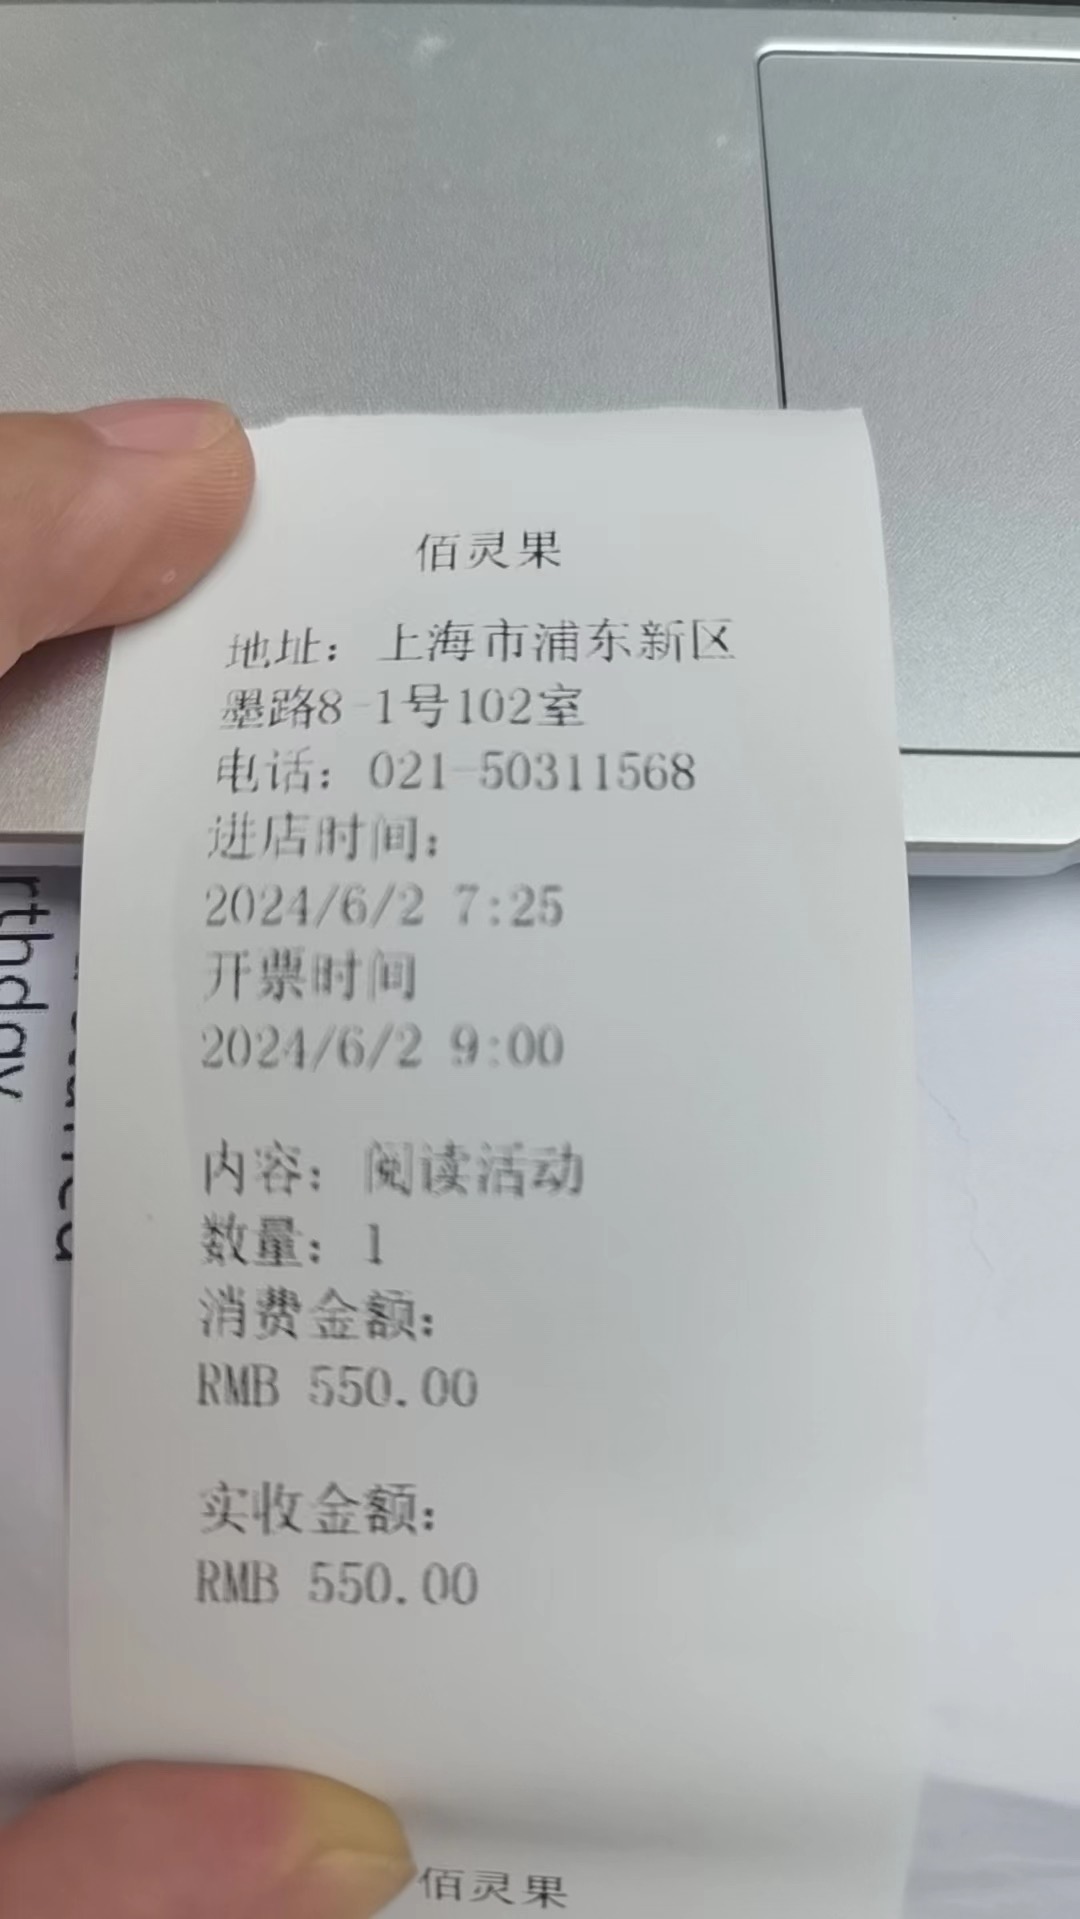 佰灵果
地址：上海市浦东新区
墨路8-1号102室
电话：021-50311568
进店时间：
2024/6/2 7:25
开票时间
2024/6/2 9:00
内容：阅读活动
数量：1
消费金额：
RMB 550.00
实收金额：
RMB 550.00
佰灵果
rthday